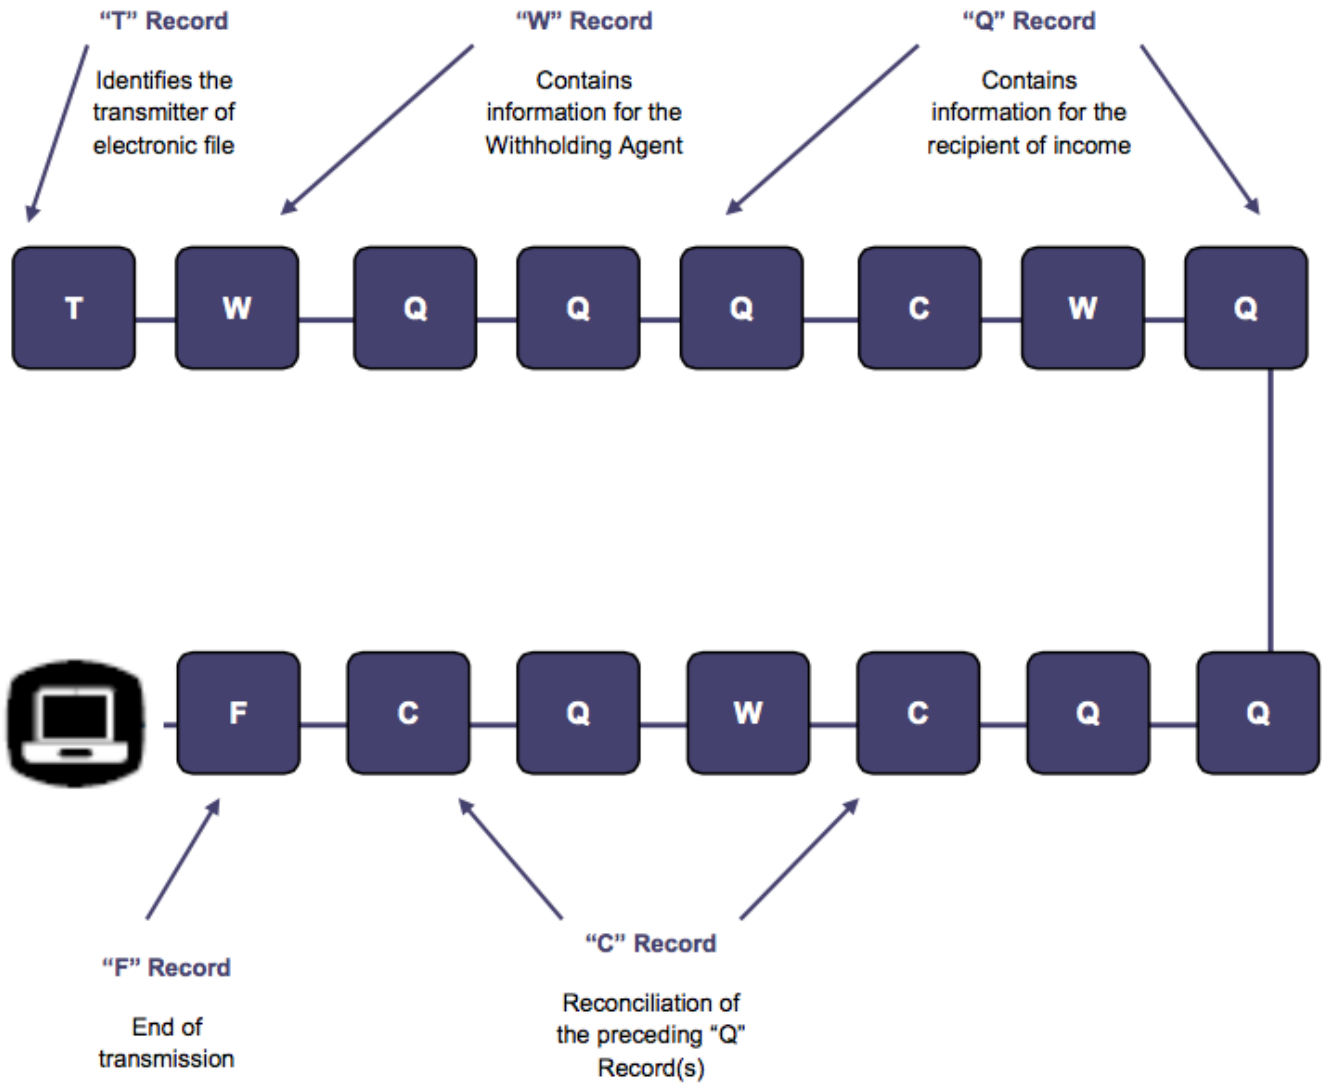 “T” Record
Identifies the
transmitter of
electronic file
“W” Record
Contains
information for the
Withholding Agent
“Q” Record
Contains
information for the
recipient of income
T
W
Q
Q
Q
C
W
Q
F
C
Q
W
C
Q
Q
“F” Record
End of
transmission
“C” Record
Reconciliation of
the preceding “Q”
Record(s)